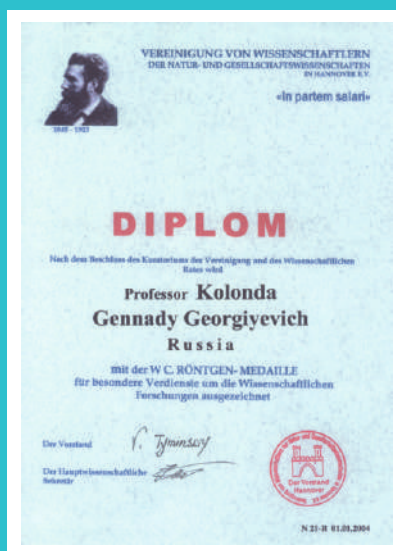 VEREINIGUNG VON WISSENSCHAFTLERN
DER NATUR- UND GESELLSCHAFTSWISSENSCHAFTEN
IN HANNOVER E.V.
«In partem salari»
1845 - 1923
DIPLOM
Nach dem Beschluss des Kuratoriums der Vereinigung und des Wissenschaftlichen
Rates wird
Professor Kolonda
Gennady Georgiyevich
Russia
mit der W C. RÖNTGEN- MEDAILLE
für besondere Verdienste um die Wissenschaftlichen
Forschungen ausgezeichnet
Der Vorstand
Der Hauptwissenschaftliche
Sekretär
Der Vorstand
Hannover
N 21-R 01.03.2004